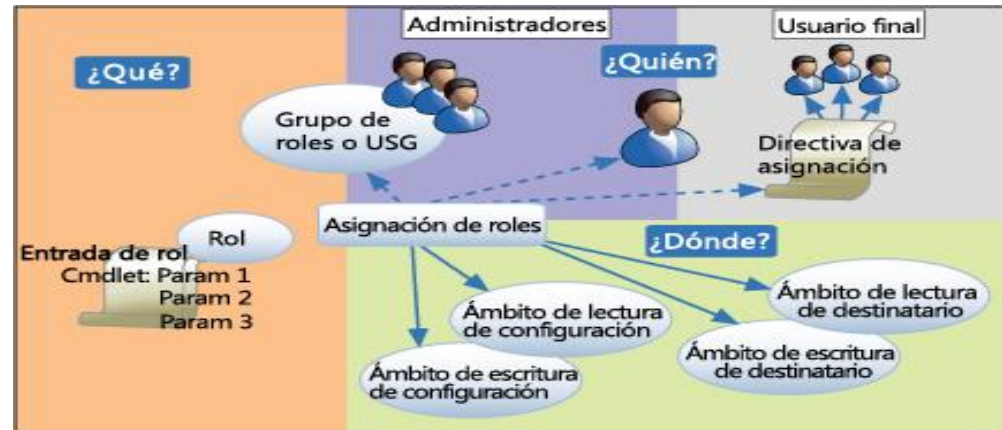 Administradores
Usuario final
¿Qué?
¿Quién?
Grupo de
roles o USG
Directiva de
asignación
Asignación de roles
Rol
¿Dónde?
Entrada de rol
Cmdlet: Param 1
Param 2
Param 3
Ámbito de lectura
de configuración
Ámbito de lectura
de destinatario
Ámbito de escritura
de configuración
Ámbito de escritura
de destinatario